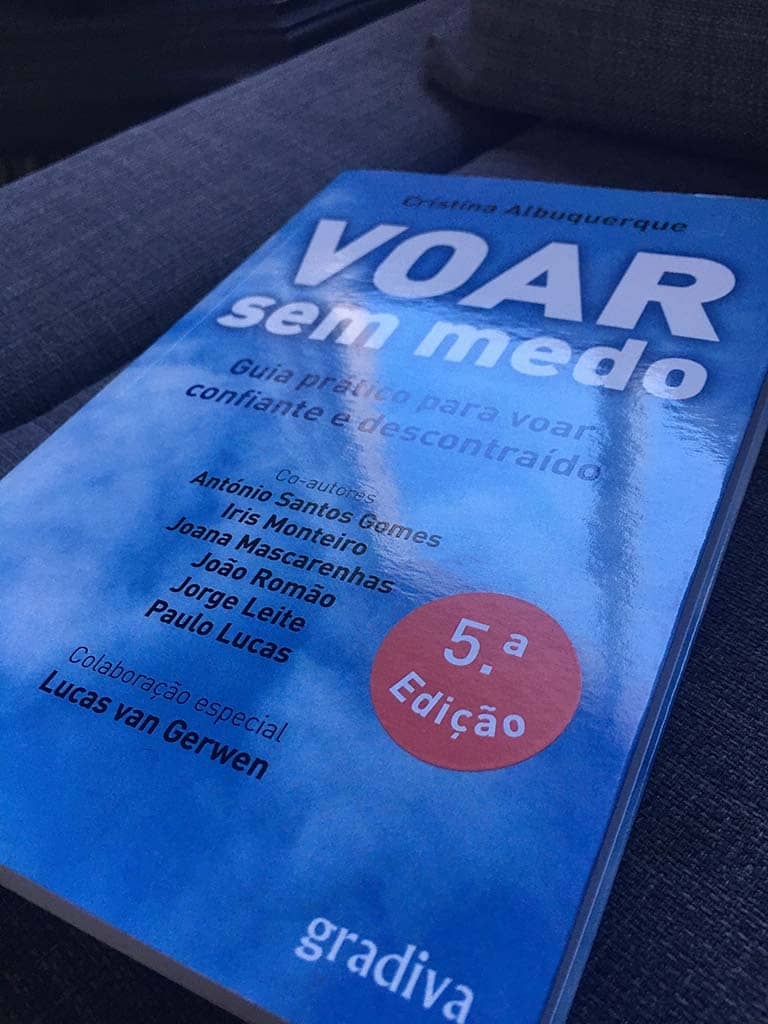 Cristina Albuquerque
VOAR
sem medo
Guia prático para voar
confiante e descontraído
Co-autores
António Santos Gomes
Iris Monteiro
Joana Mascarenhas
João Romão
Jorge Leite
Paulo Lucas
5.ª
Edição
Colaboração especial
Lucas van Gerwen
gradiva